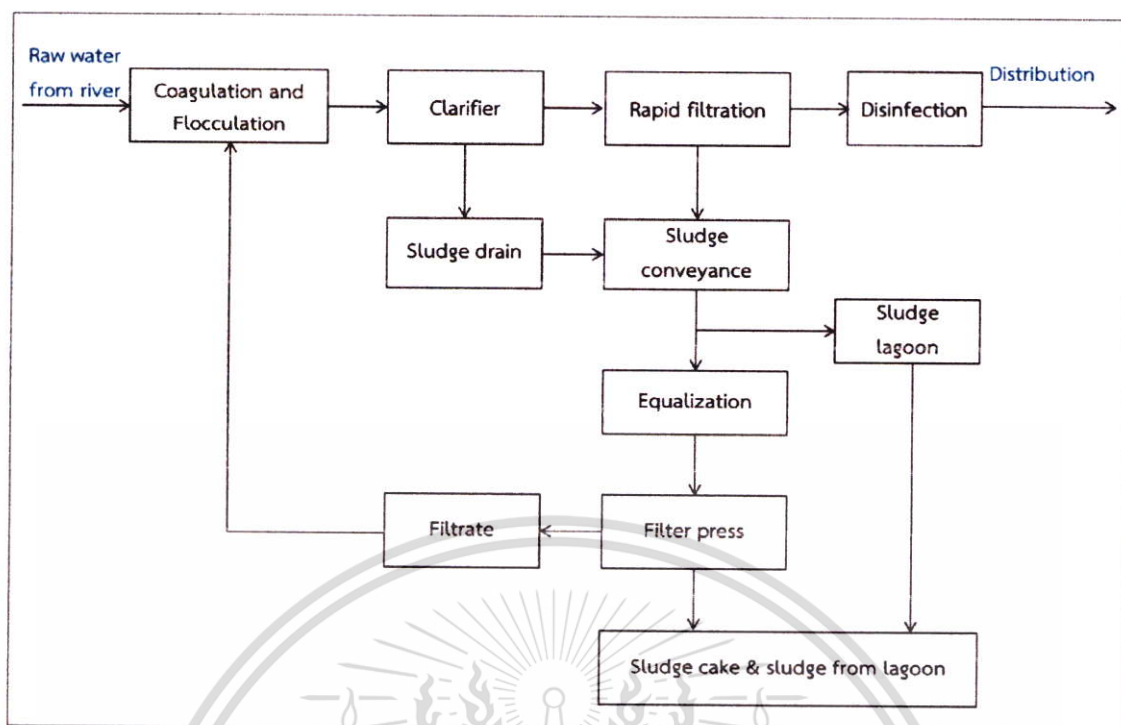 Raw water
from river
Coagulation and
Flocculation
Clarifier
Rapid filtration
Disinfection
Distribution
Sludge drain
Sludge
conveyance
Sludge
lagoon
Equalization
Filtrate
Filter press
Sludge cake & sludge from lagoon